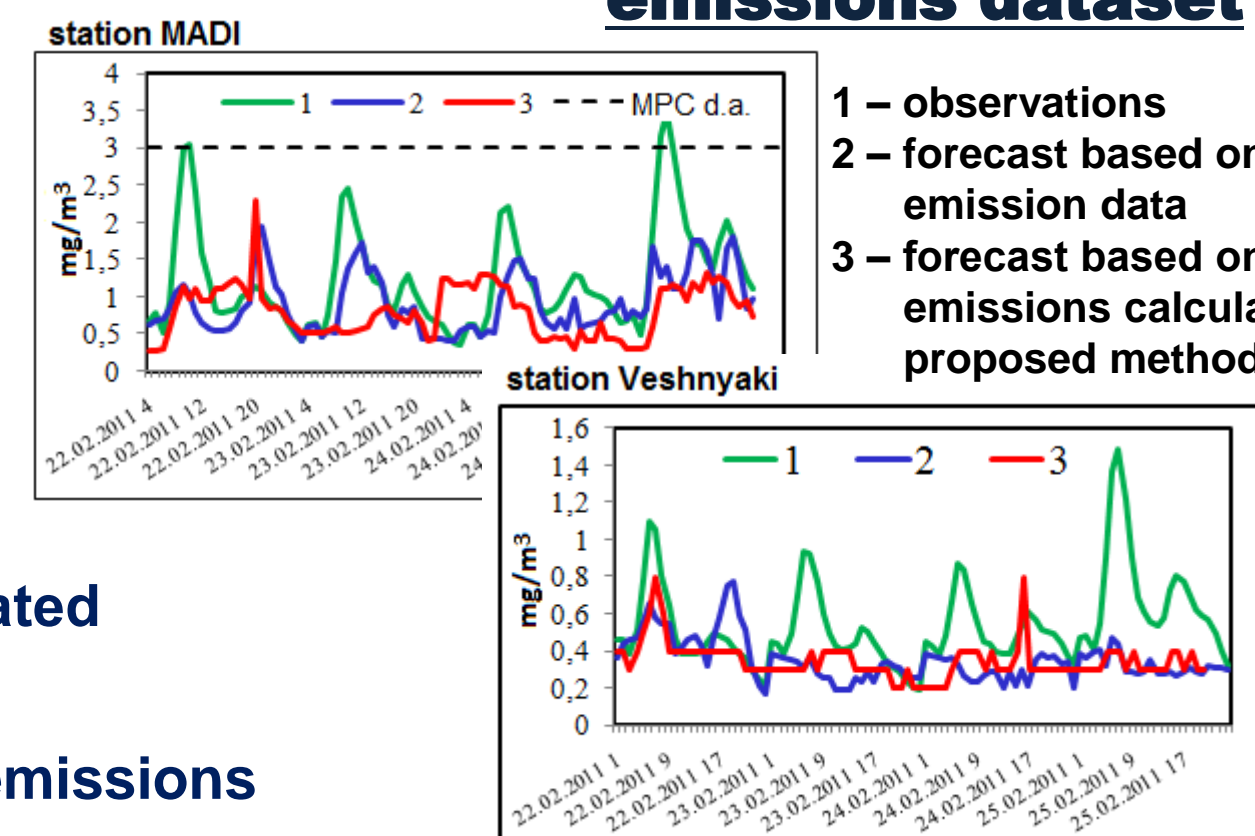 emissions dataset
station MADI
4
3,5
3
2,5
2
1,5
1
0,5
0
mg/m³
1 2 3 MPC d.a.
22.02.2011 4
22.02.2011 12
22.02.2011 20
23.02.2011 4
23.02.2011 12
23.02.2011 20
24.02.2011 4
24.02.201
24
1 – observations
2 – forecast based on
emission data
3 – forecast based on
emissions calcula
proposed method
station Veshnyaki
1,6
1,4
1,2
1
0,8
0,6
0,4
0,2
0
mg/m³
1 2 3
22.02.2011 1
22.02.2011 9
22.02.2011 17
23.02.2011 1
23.02.2011 9
23.02.2011 17
24.02.2011 1
24.02.2011 9
24.02.2011 17
25.02.2011 1
25.02.2011 9
25.02.2011 17
ated
emissions